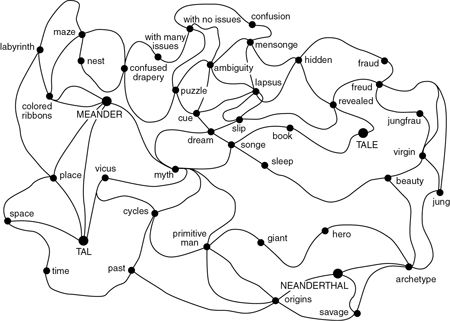 confusion
with no issues
maze
with many
issues
mensonge
labyrinth
nest
confused
drapery
ambiguity
hidden
fraud
lapsus
freud
puzzle
colored
ribbons
revealed
MEANDER
cue
slip
jungfrau
book
dream
songe
TALE
virgin
sleep
place
vicus
myth
beauty
jung
space
cycles
primitive
man
giant
hero
TAL
time
past
NEANDERTHAL
archetype
origins
savage